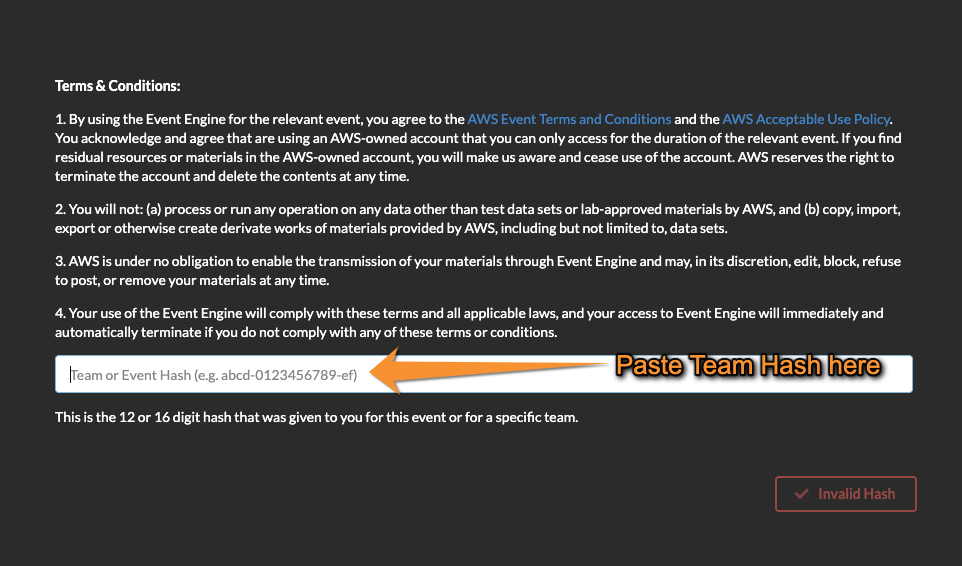 Terms & Conditions:
1. By using the Event Engine for the relevant event, you agree to the AWS Event Terms and Conditions and the AWS Acceptable Use Policy.
You acknowledge and agree that are using an AWS-owned account that you can only access for the duration of the relevant event. If you find
residual resources or materials in the AWS-owned account, you will make us aware and cease use of the account. AWS reserves the right to
terminate the account and delete the contents at any time.
2. You will not: (a) process or run any operation on any data other than test data sets or lab-approved materials by AWS, and (b) copy, import,
export or otherwise create derivate works of materials provided by AWS, including but not limited to, data sets.
3. AWS is under no obligation to enable the transmission of your materials through Event Engine and may, in its discretion, edit, block, refuse
to post, or remove your materials at any time.
4. Your use of the Event Engine will comply with these terms and all applicable laws, and your access to Event Engine will immediately and
automatically terminate if you do not comply with any of these terms or conditions.
Team or Event Hash (e.g. abcd-0123456789-ef)
Paste Team Hash here
This is the 12 or 16 digit hash that was given to you for this event or for a specific team.
Invalid Hash